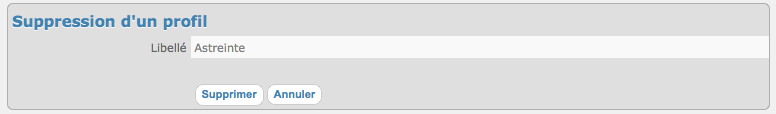 Suppression d'un profil
Libellé Astreinte
Supprimer Annuler